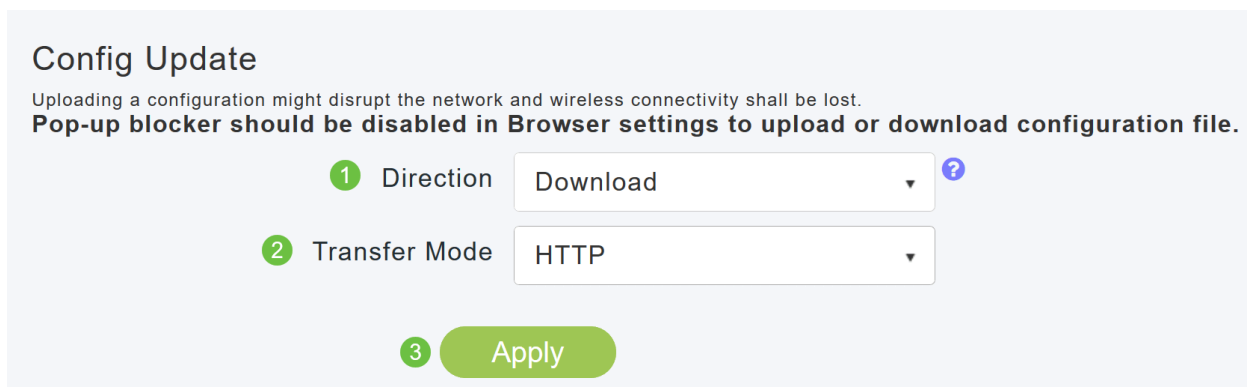 Config Update
Uploading a configuration might disrupt the network and wireless connectivity shall be lost.
Pop-up blocker should be disabled in Browser settings to upload or download configuration file.
1 Direction Download ?
2 Transfer Mode HTTP
3 Apply